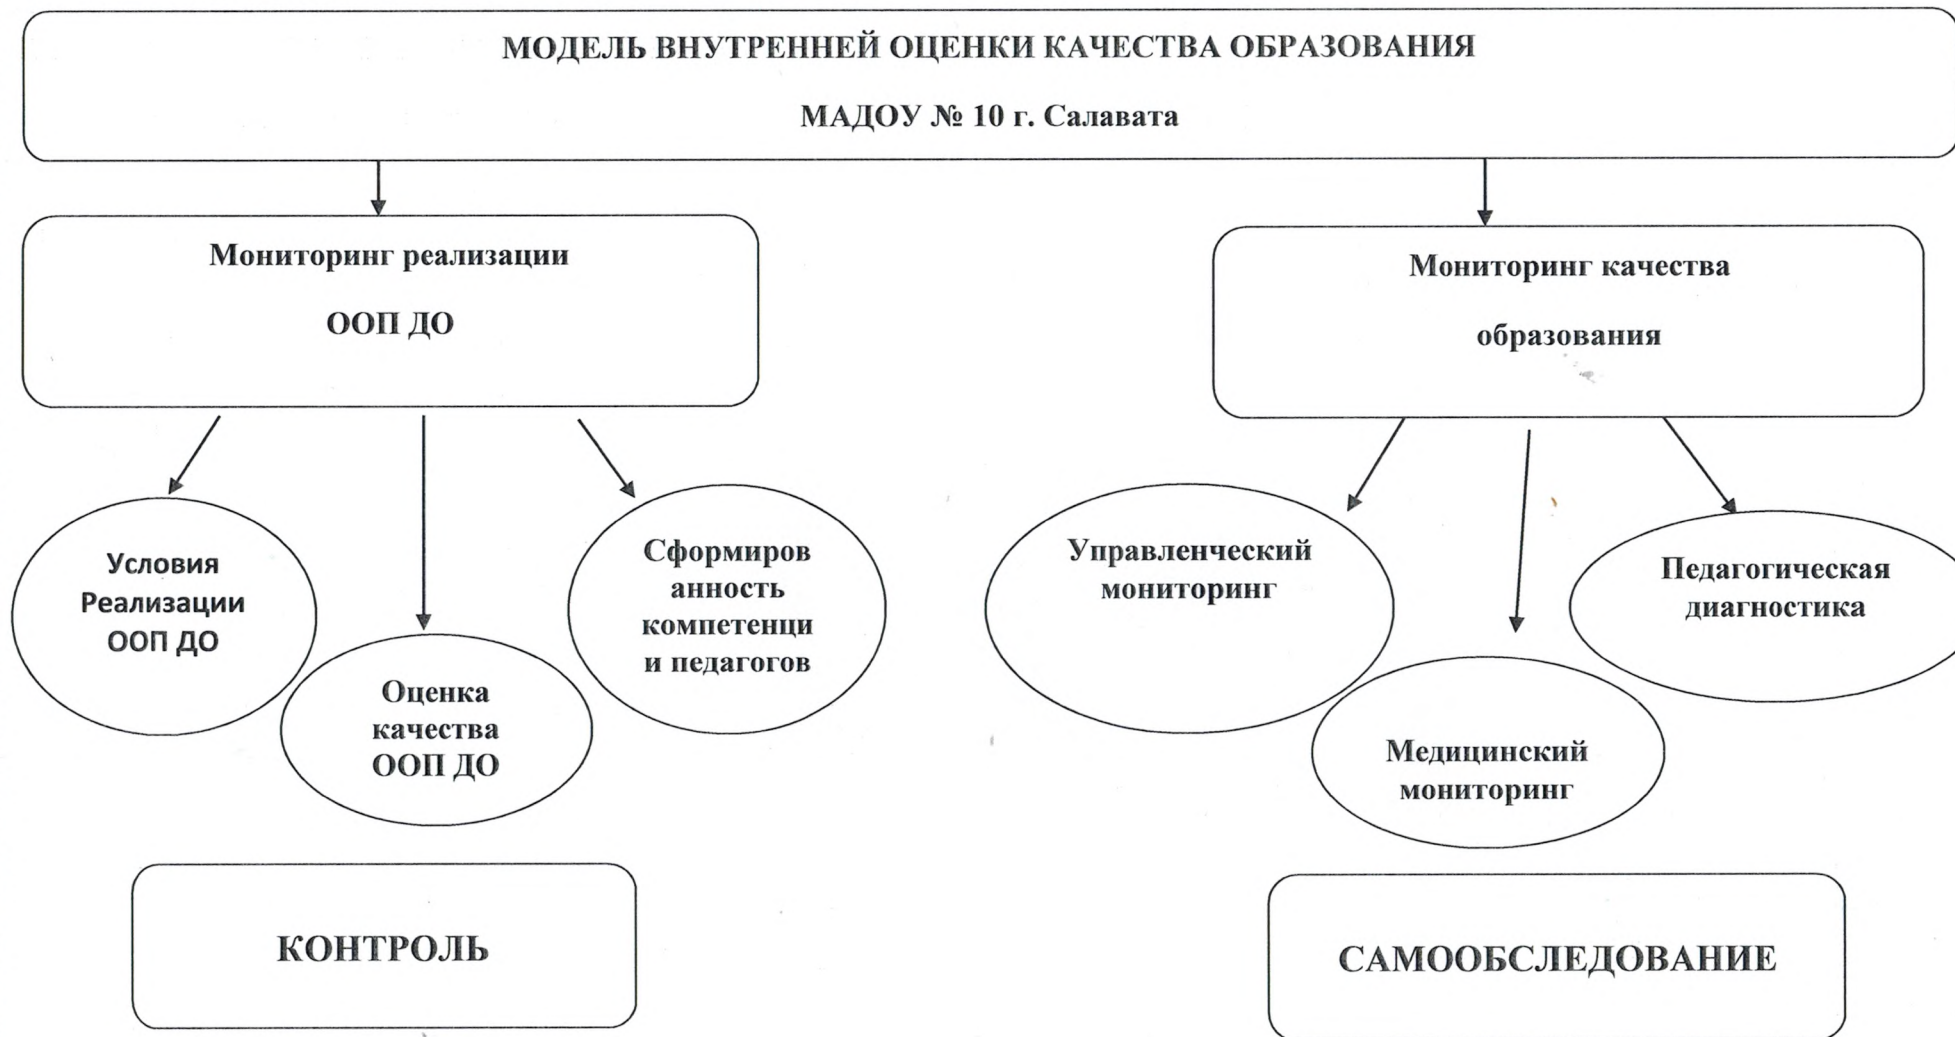 МОДЕЛЬ ВНУТРЕННЕЙ ОЦЕНКИ КАЧЕСТВА ОБРАЗОВАНИЯ
МАДОУ № 10 г. Салавата
Мониторинг реализации
ООП ДО
Мониторинг качества
образования
Условия
Реализации
ООП ДО
Оценка
качества
ООП ДО
Сформиров
анность
компетенци
и педагогов
Управленческий
мониторинг
Медицинский
мониторинг
Педагогическая
диагностика
КОНТРОЛЬ
САМООБСЛЕДОВАНИЕ